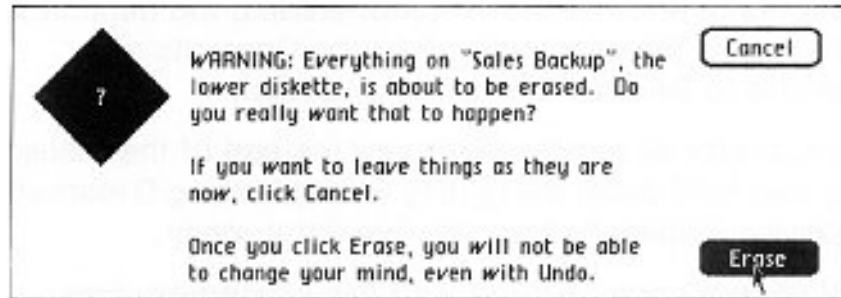 ?
WARNING: Everything on "Sales Backup", the
lower diskette, is about to be erased. Do
you really want that to happen?
If you want to leave things as they are
now, click Cancel.
Once you click Erase, you will not be able
to change your mind, even with Undo.
Cancel
Erase